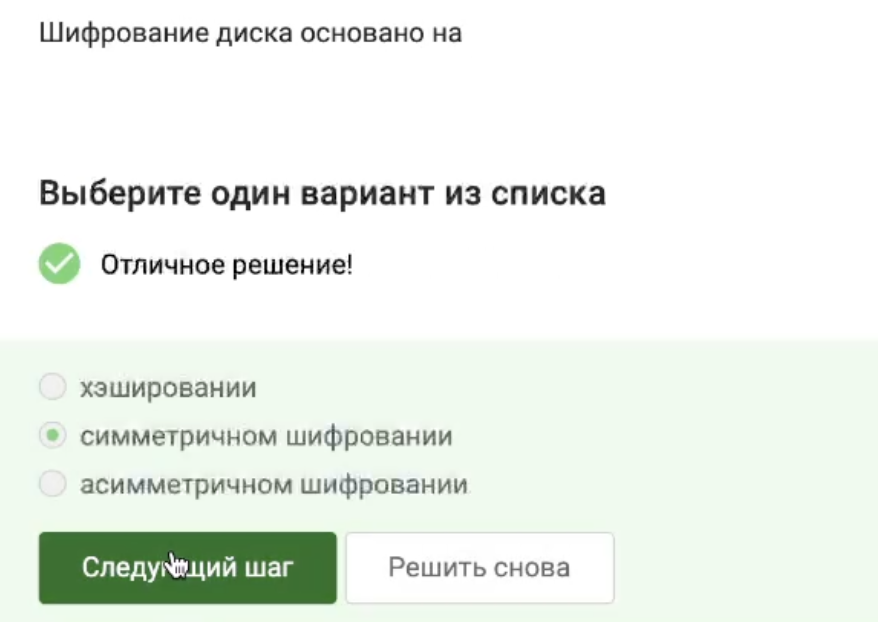 Шифрование диска основано на
Выберите один вариант из списка
Отличное решение!
хэшировании
симметричном шифровании
асимметричном шифровании
Следующий шаг
Решить снова